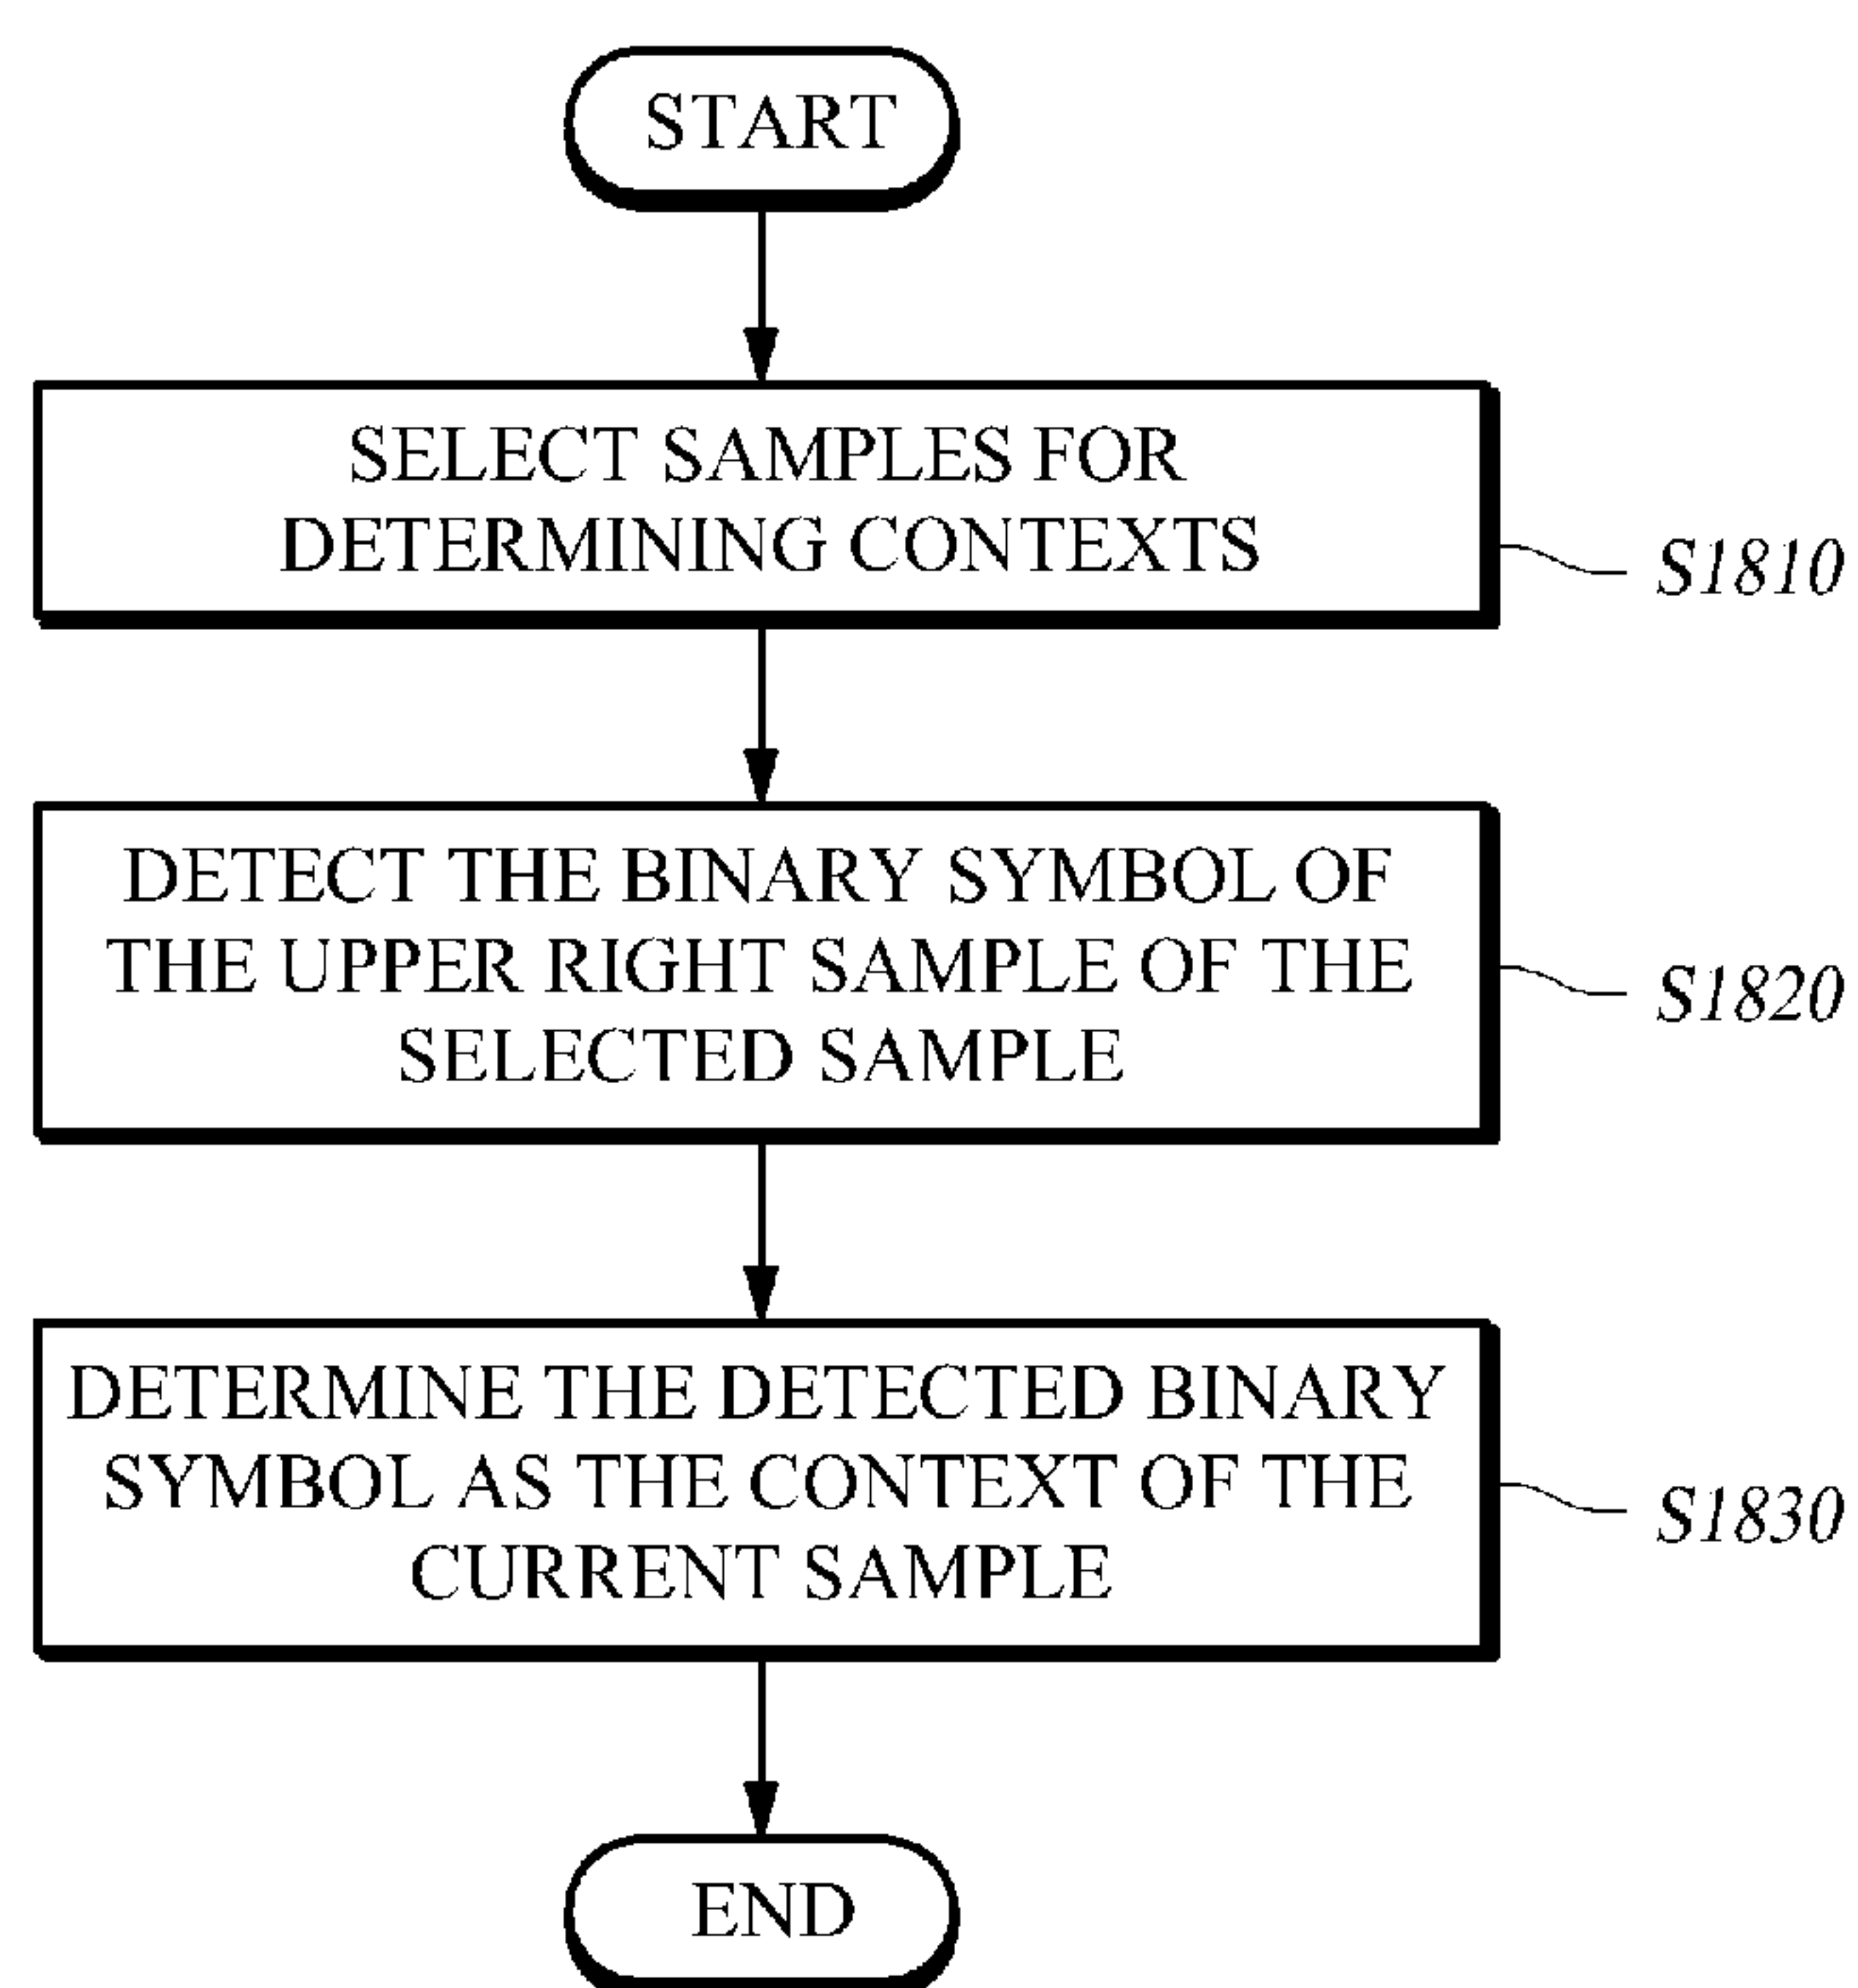 START
SELECT SAMPLES FOR
DETERMINING CONTEXTS
S1810
DETECT THE BINARY SYMBOL OF
THE UPPER RIGHT SAMPLE OF THE
SELECTED SAMPLE
S1820
DETERMINE THE DETECTED BINARY
SYMBOL AS THE CONTEXT OF THE
CURRENT SAMPLE
S1830
END